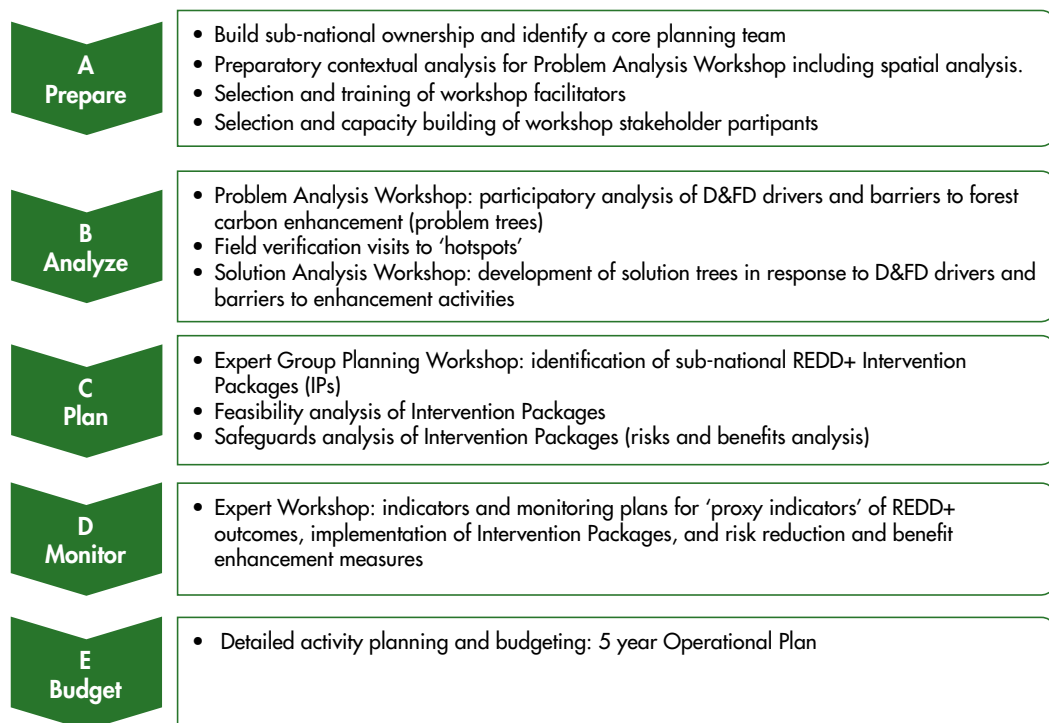 A
Prepare
• Build sub-national ownership and identify a core planning team
• Preparatory contextual analysis for Problem Analysis Workshop including spatial analysis.
• Selection and training of workshop facilitators
• Selection and capacity building of workshop stakeholder partipants
B
Analyze
• Problem Analysis Workshop: participatory analysis of D&FD drivers and barriers to forest
carbon enhancement (problem trees)
• Field verification visits to ‘hotspots’
• Solution Analysis Workshop: development of solution trees in response to D&FD drivers and
barriers to enhancement activities
C
Plan
• Expert Group Planning Workshop: identification of sub-national REDD+ Intervention
Packages (IPs)
• Feasibility analysis of Intervention Packages
• Safeguards analysis of Intervention Packages (risks and benefits analysis)
D
Monitor
• Expert Workshop: indicators and monitoring plans for ‘proxy indicators’ of REDD+
outcomes, implementation of Intervention Packages, and risk reduction and benefit
enhancement measures
E
Budget
• Detailed activity planning and budgeting: 5 year Operational Plan